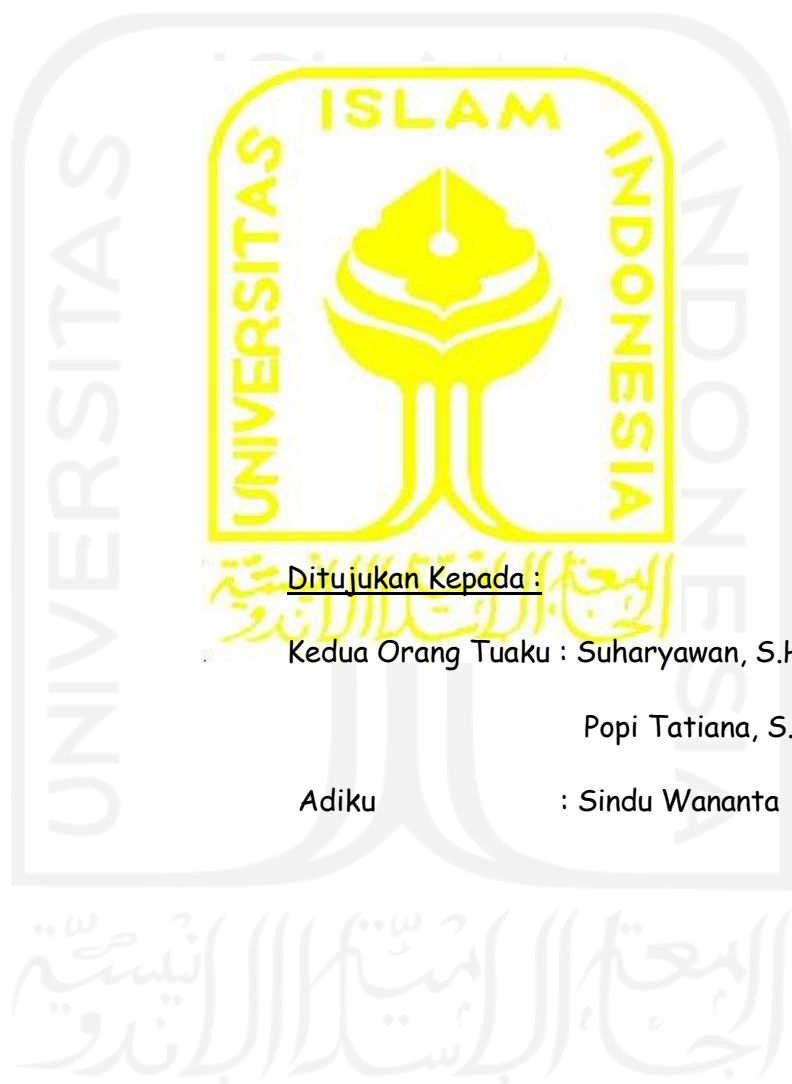 ISLAM
UNIVERSITAS
INDONESIA
Ditujukan Kepada :
Kedua Orang Tuaku : Suharyawan, S.H
Popi Tatiana, S.
Adiku : Sindu Wananta